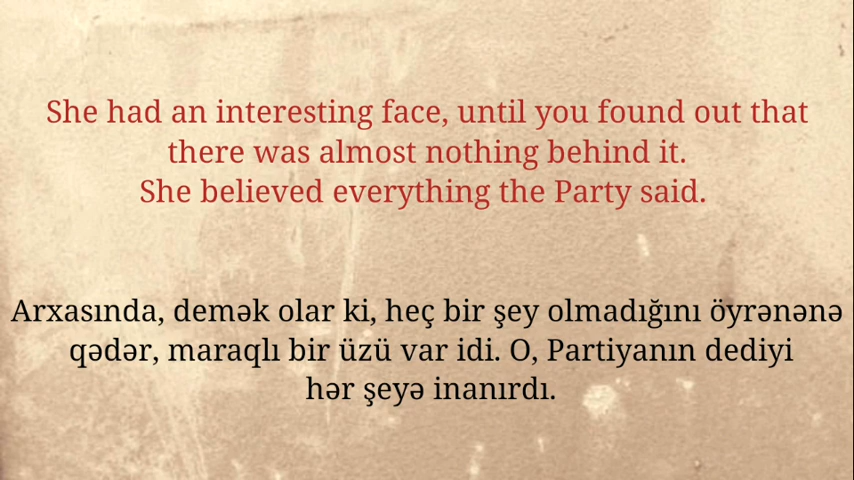 She had an interesting face, until you found out that
there was almost nothing behind it.
She believed everything the Party said.
Arxasında, demək olar ki, heç bir şey olmadığını öyrənənə
qədər, maraqlı bir üzü var idi. O, Partiyanın dediyi
hər şeyə inanırdı.